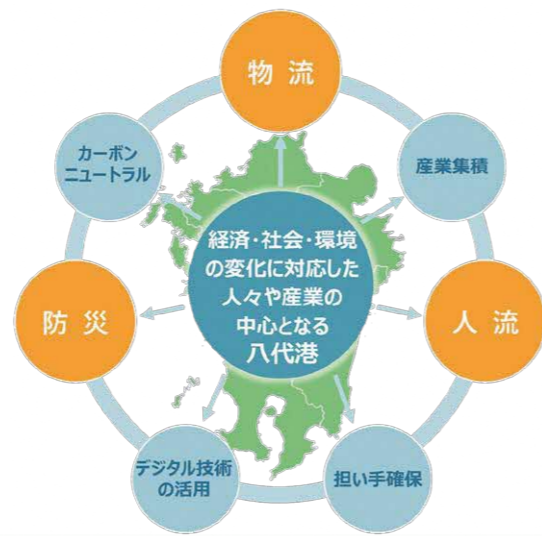 物流
カーボン
ニュートラル
産業集積
経済・社会・環境
の変化に対応した
人々や産業の
中心となる
八代港
防災
人流
デジタル技術
の活用
担い手確保